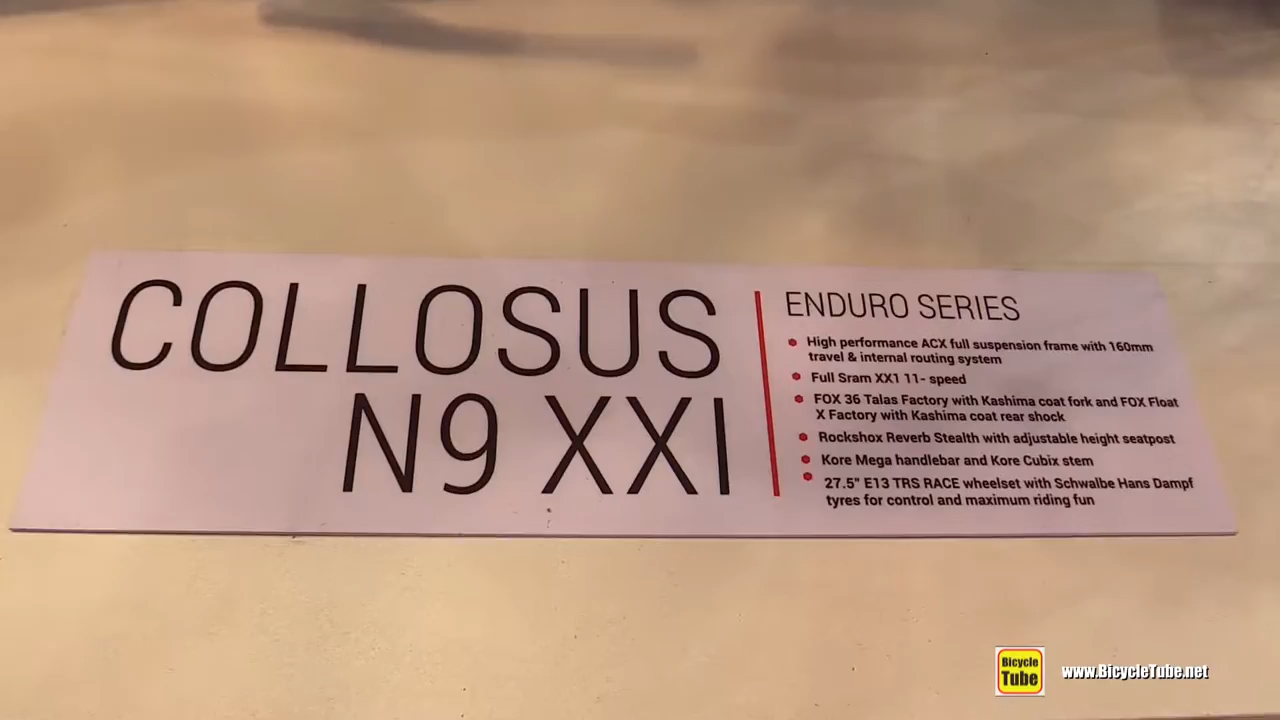 COLLOSUS
N9 XXI
ENDURO SERIES
High performance ACX full suspension frame with 160mm
travel & internal routing system
Full Sram XX1 11- speed
FOX 36 Talas Factory with Kashima coat fork and FOX Float
X Factory with Kashima coat rear shock
Rockshox Reverb Stealth with adjustable height seatpost
Kore Mega handlebar and Kore Cubix stem
27.5" E13 TRS RACE wheelset with Schwalbe Hans Dampf
tyres for control and maximum riding fun
Bicycle
Tube
www.BicycleTube.net